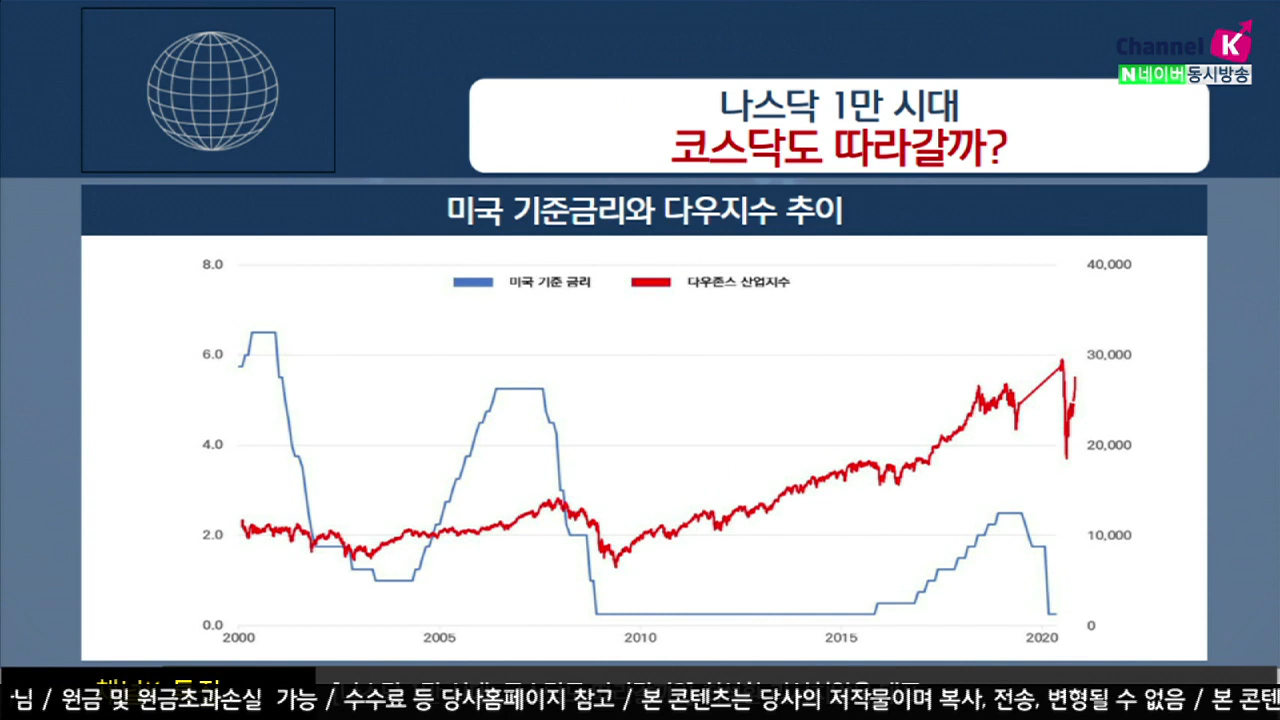 Channel K
N네이버 동시방송
나스닥 1만 시대
코스닥도 따라갈까?
미국 기준금리와 다우지수 추이
미국 기준 금리 다우존스 산업지수
8.0 40,000
6.0 30,000
4.0 20,000
2.0 10,000
0.0 0
2000 2005 2010 2015 2020
님 / 원금 및 원금초과손실 가능 / 수수료 등 당사홈페이지 참고 / 본 콘텐츠는 당사의 저작물이며 복사, 전송, 변형될 수 없음 / 본 콘텐